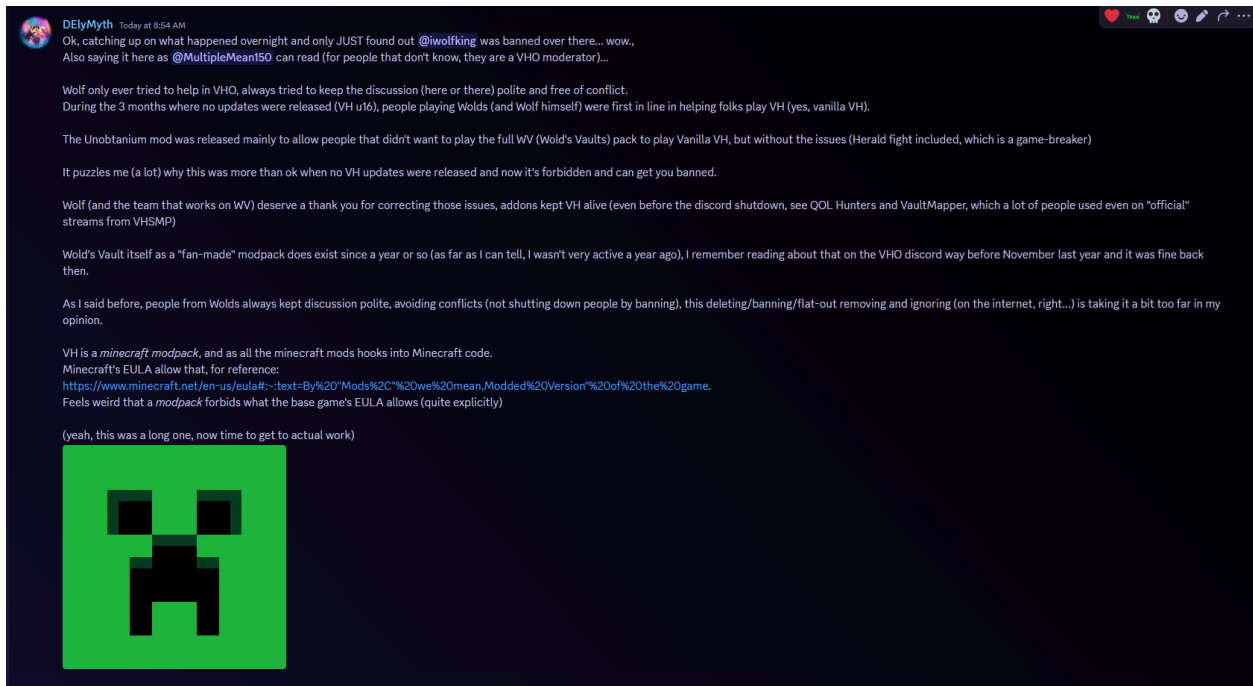 DElyMyth Today at 8:54 AM
Ok, catching up on what happened overnight and only JUST found out @iwolfking was banned over there... wow.,
Also saying it here as @MultipleMean150 can read (for people that don't know, they are a VHO moderator)...
Wolf only ever tried to help in VHO, always tried to keep the discussion (here or there) polite and free of conflict.
During the 3 months where no updates were released (VH u16), people playing Wolds (and Wolf himself) were first in line in helping folks play VH (yes, vanilla VH).
The Unobtanium mod was released mainly to allow people that didn't want to play the full WV (Wold's Vaults) pack to play Vanilla VH, but without the issues (Herald fight included, which is a game-breaker)
It puzzles me (a lot) why this was more than ok when no VH updates were released and now it's forbidden and can get you banned.
Wolf (and the team that works on WV) deserve a thank you for correcting those issues, addons kept VH alive (even before the discord shutdown, see QOL Hunters and VaultMapper, which a lot of people used even on "official"
streams from VHSMP)
Wold's Vault itself as a "fan-made" modpack does exist since a year or so (as far as I can tell, I wasn't very active a year ago), I remember reading about that on the VHO discord way before November last year and it was fine back
then.
As I said before, people from Wolds always kept discussion polite, avoiding conflicts (not shutting down people by banning), this deleting/banning/flat-out removing and ignoring (on the internet, right...) is taking it a bit too far in my
opinion.
VH is a minecraft modpack, and as all the minecraft mods hooks into Minecraft code.
Minecraft's EULA allow that, for reference:
https://www.minecraft.net/en-us/eula#:~:text=By%20"Mods%2C"%20we%20mean,Modded%20Version"%20of%20the%20game.
Feels weird that a modpack forbids what the base game's EULA allows (quite explicitly)
(yeah, this was a long one, now time to get to actual work)